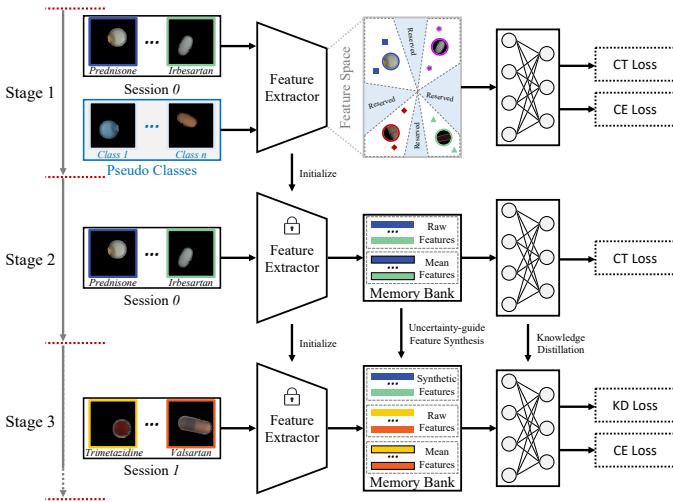 Stage 1
...
Prednisone
Irbesartan
Session 0
...
Class 1
Class n
Pseudo Classes
Feature
Extractor
Feature Space
Reserved
Reserved
Reserved
Reserved
Reserved
CT Loss
CE Loss
Initialize
Stage 2
...
Prednisone
Irbesartan
Session 0
Feature
Extractor
... Raw
Features
... Mean
Features
Memory Bank
CT Loss
Initialize
Uncertainty-guide
Feature Synthesis
Knowledge
Distillation
Stage 3
...
Trimetazidine
Valsartan
Session 1
Feature
Extractor
... Synthetic
Features
... Raw
Features
... Mean
Features
Memory Bank
KD Loss
CE Loss